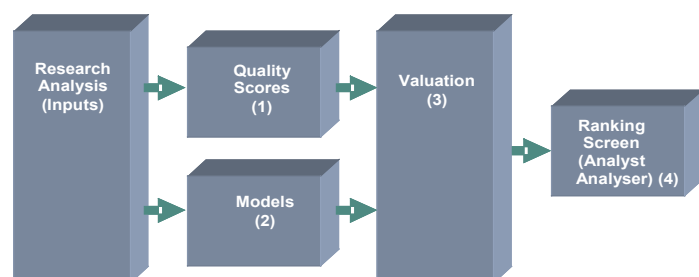 Research
Analysis
(Inputs)
Quality
Scores
(1)
Models
(2)
Valuation
(3)
Ranking
Screen
(Analyst
Analyser) (4)